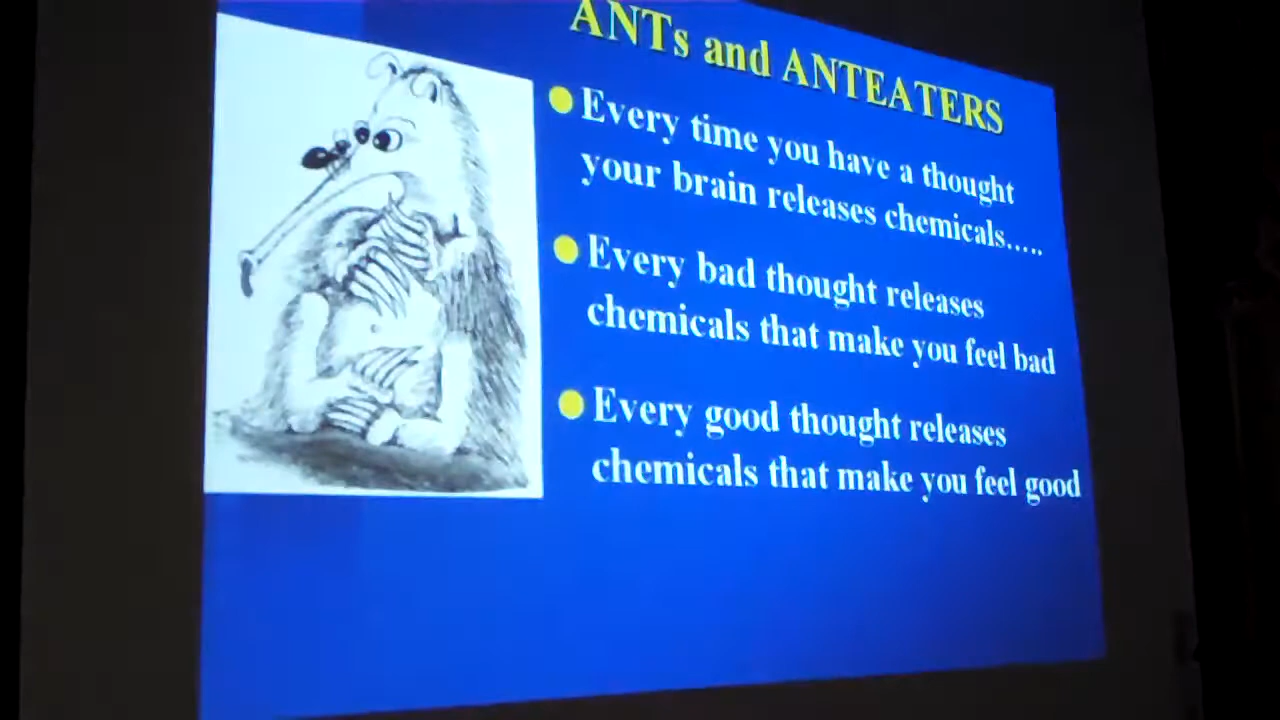 ANTs and ANTEATERS
Every time you have a thought
your brain releases chemicals.....
Every bad thought releases
chemicals that make you feel bad
Every good thought releases
chemicals that make you feel good